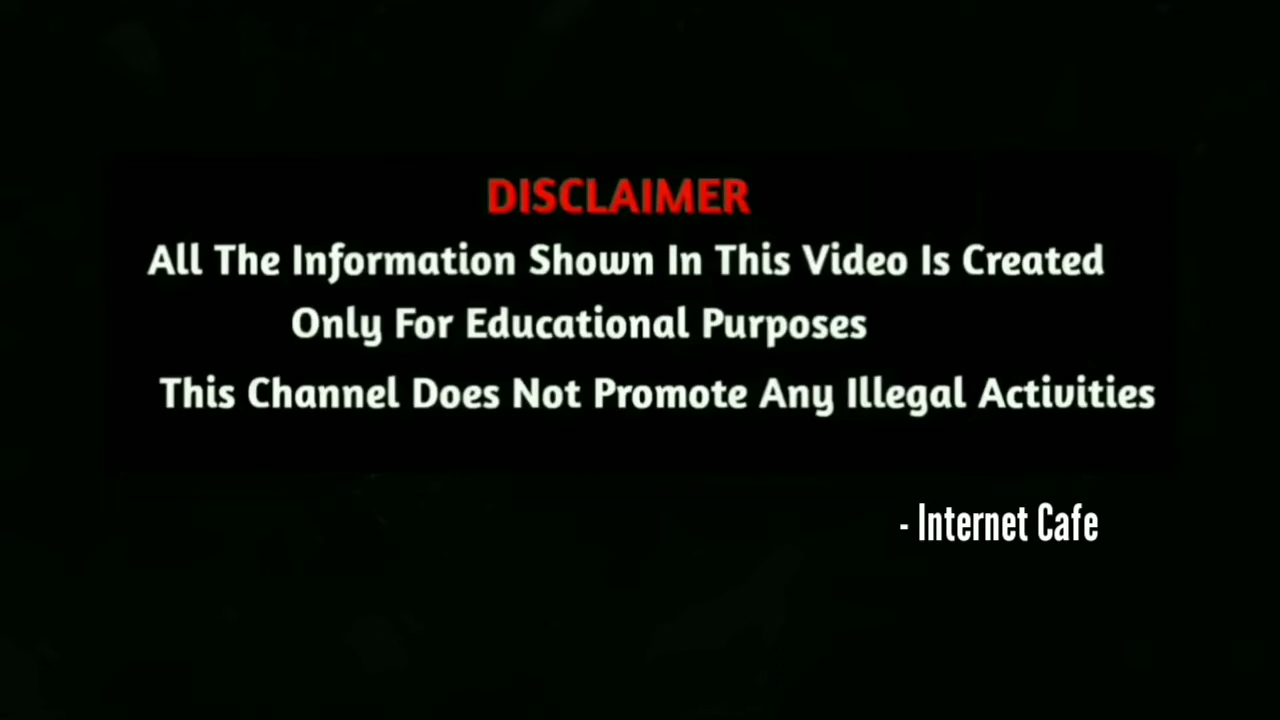 DISCLAIMER
All The Information Shown In This Video Is Created
Only For Educational Purposes
This Channel Does Not Promote Any Illegal Activities
- Internet Cafe